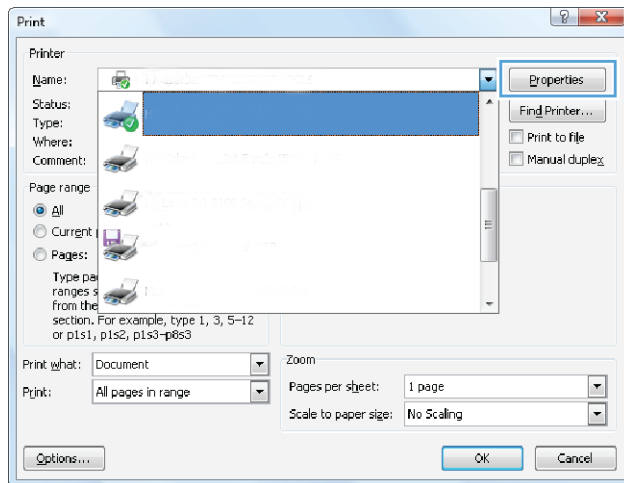 Print
Printer
Name:
Properties
Status:
Find Printer...
Type:
Where:
Print to file
Comment:
Manual duplex
Page range
All
Current
Pages:
Type
ranges
from the
section. For example, type 1, 3, 5-12
or p1s1, p1s2, p1s3-p8s3
Print what: Document
Print: All pages in range
Zoom
Pages per sheet: 1 page
Scale to paper size: No Scaling
Options...
OK
Cancel